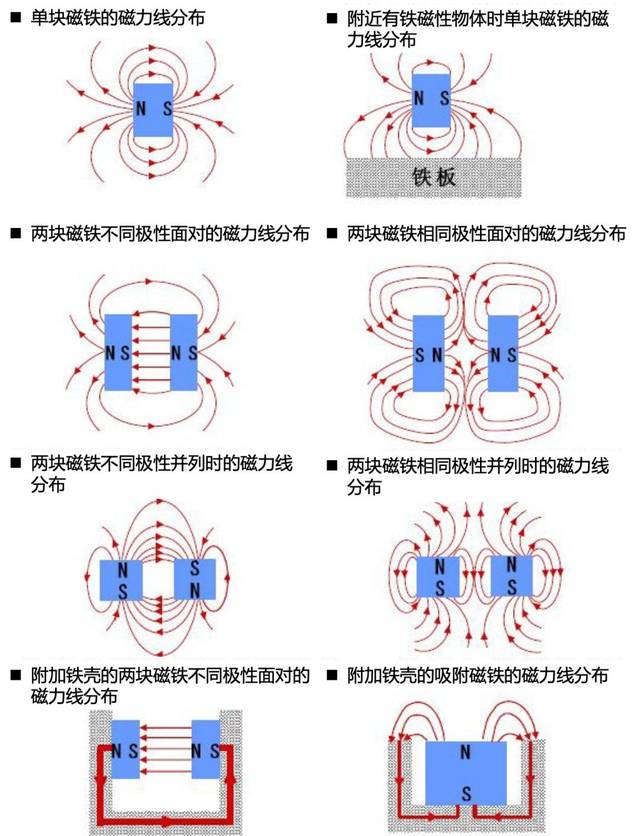 ■ 单块磁铁的磁力线分布
■ 附近有铁磁性物体时单块磁铁的磁
力线分布
N S
N S
铁板
■ 两块磁铁不同极性面对的磁力线分布
■ 两块磁铁相同极性面对的磁力线分布
N S N S
S N N S
■ 两块磁铁不同极性并列时的磁力线
分布
■ 两块磁铁相同极性并列时的磁力线
分布
N S
S N
N N
S S
■ 附加铁壳的两块磁铁不同极性面对的
磁力线分布
■ 附加铁壳的吸附磁铁的磁力线分布
N S N S
N
S